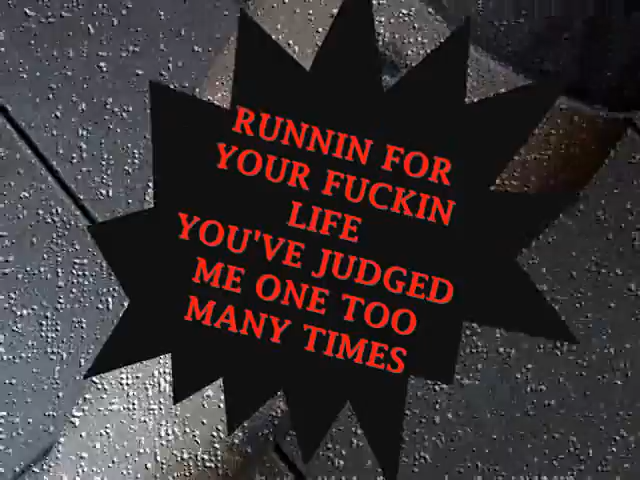 RUNNIN FOR
YOUR FUCKIN
LIFE
YOU'VE JUDGED
ME ONE TOO
MANY TIMES